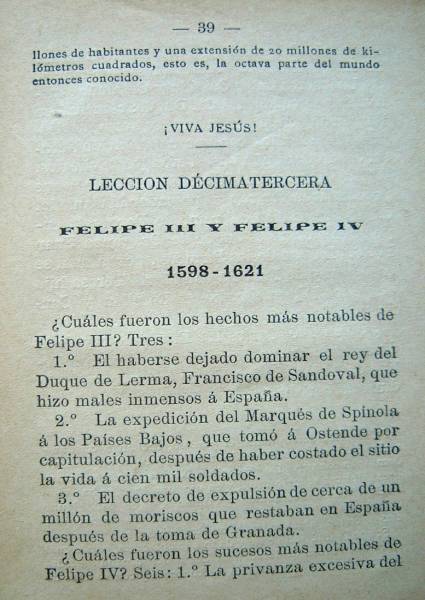 — 39 —
llones de habitantes y una extensión de 20 millones de ki-
lómetros cuadrados, esto es, la octava parte del mundo
entonces conocido.
¡VIVA JESÚS!
LECCION DÉCIMATERCERA
FELIPE III Y FELIPE IV
1598-1621
¿Cuáles fueron los hechos más notables de
Felipe III? Tres:
1.º El haberse dejado dominar el rey del
Duque de Lerma, Francisco de Sandoval, que
hizo males inmensos á España.
2.º La expedición del Marqués de Spinola
á los Países Bajos, que tomó á Ostende por
capitulación, después de haber costado el sitio
la vida á cien mil soldados.
3.º El decreto de expulsión de cerca de un
millón de moriscos que restaban en España
después de la toma de Granada.
¿Cuáles fueron los sucesos más notables de
Felipe IV? Seis: 1.º La privanza excesiva del